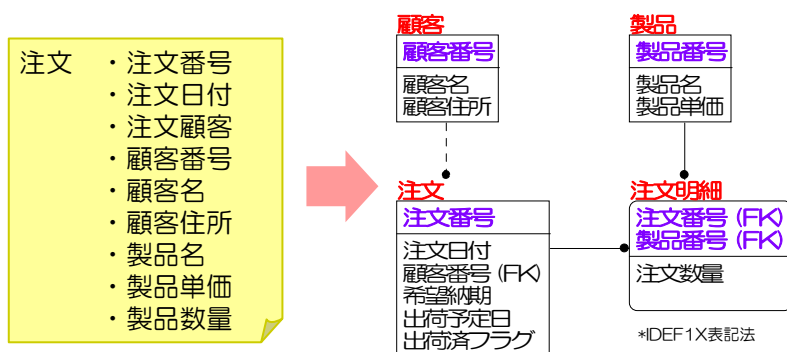 注文 ・注文番号
・注文日付
・注文顧客
・顧客番号
・顧客名
・顧客住所
・製品名
・製品単価
・製品数量
顧客
顧客番号
顧客名
顧客住所
製品
製品番号
製品名
製品単価
注文
注文番号
注文日付
顧客番号 (FK)
希望納期
出荷予定日
出荷済フラグ
注文明細
注文番号 (FK)
製品番号 (FK)
注文数量
*IDEF1X表記法